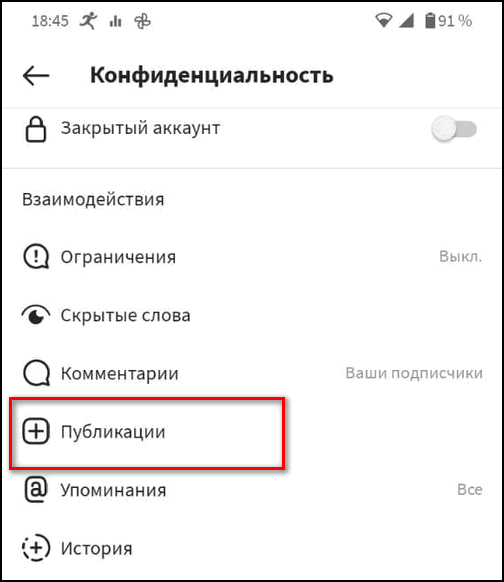 18:45 91 %
Конфиденциальность
Закрытый аккаунт
Взаимодействия
Ограничения Выкл.
Скрытые слова
Комментарии Ваши подписчики
Публикации
Упоминания Все
История